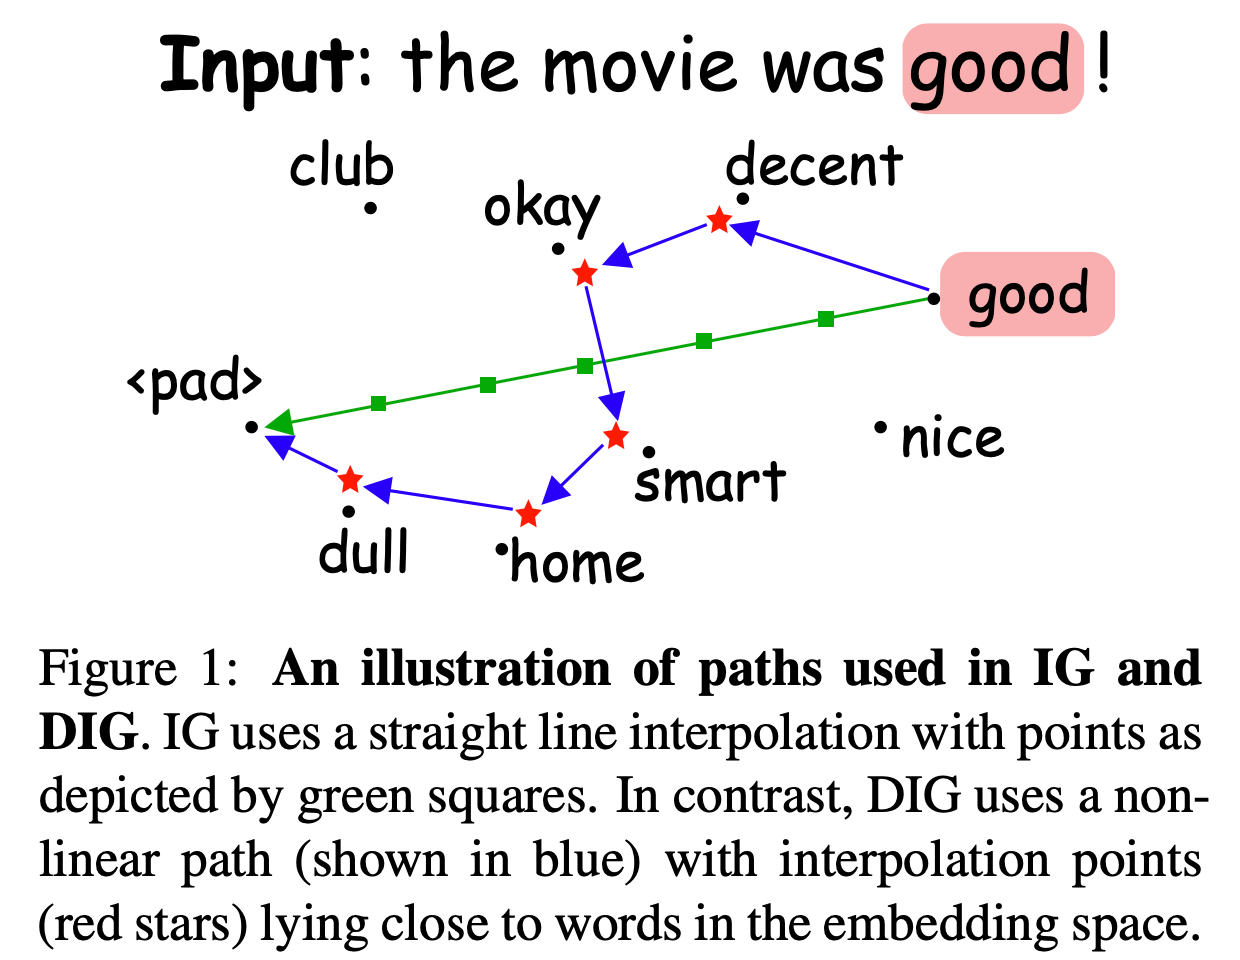 Input: the movie was good !
club
decent
okay
good
<pad>
nice
smart
dull
home
Figure 1: An illustration of paths used in IG and
DIG. IG uses a straight line interpolation with points as
depicted by green squares. In contrast, DIG uses a non-
linear path (shown in blue) with interpolation points
(red stars) lying close to words in the embedding space.